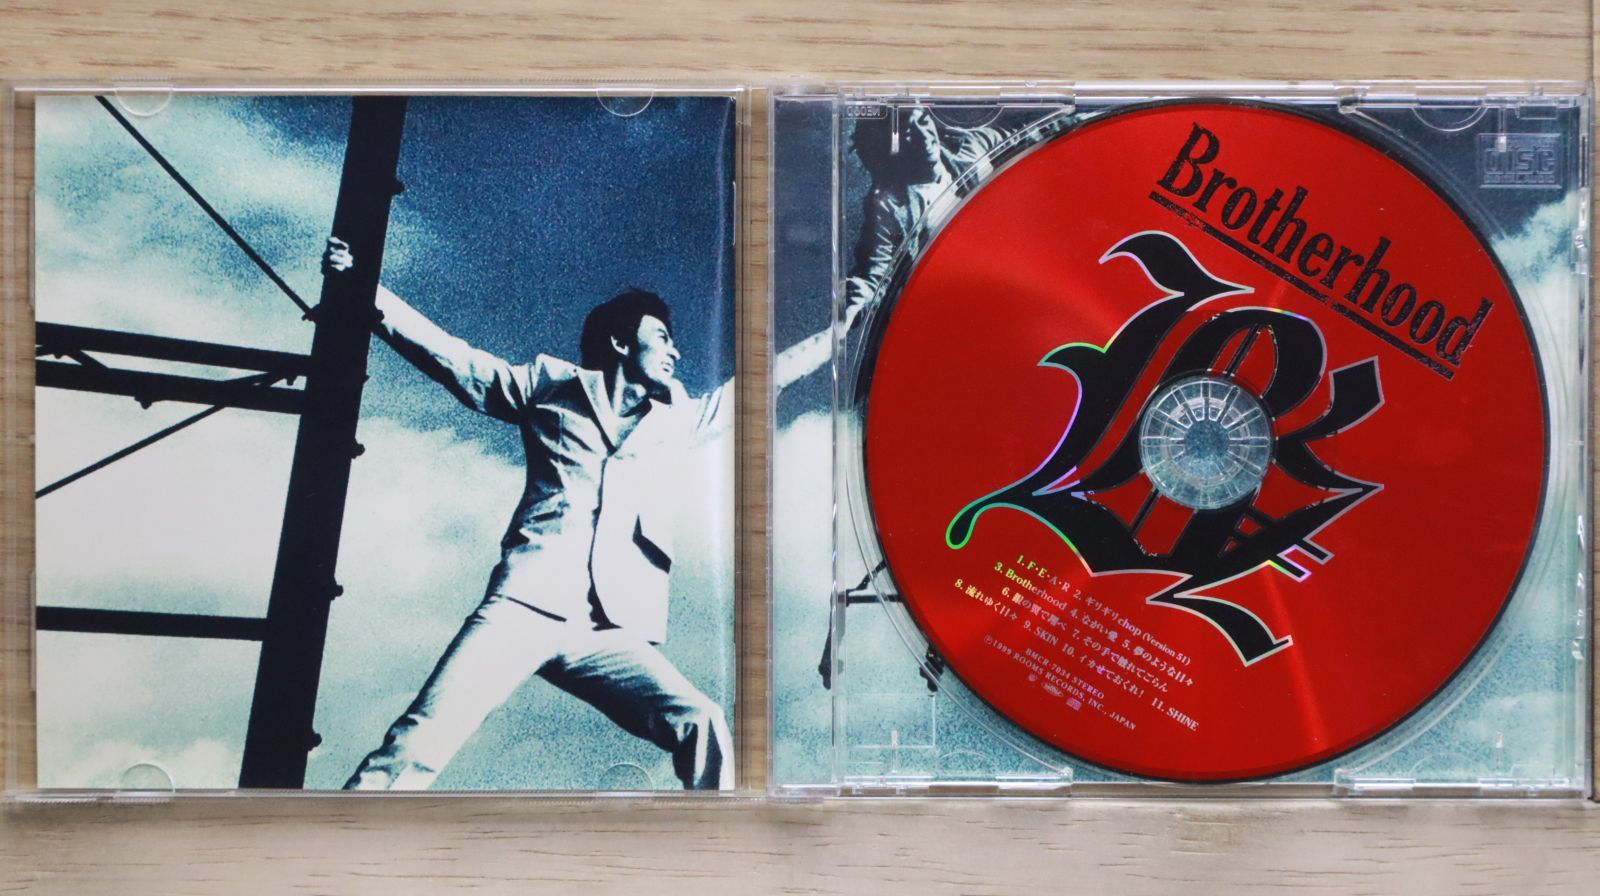 Brotherhood
1. F・E・A・R 2. ギリギリchop (Version 51)
3. Brotherhood 4. ながい愛 5. 夢のような日々
6. 銀の翼で翔べ 7. その手で触れてごらん
8. 流れゆく日々 9. SKIN 10. イカせておくれ! 11. SHINE
BMCR-7034 STEREO
Ⓟ1999 ROOMS RECORDS, INC., JAPAN